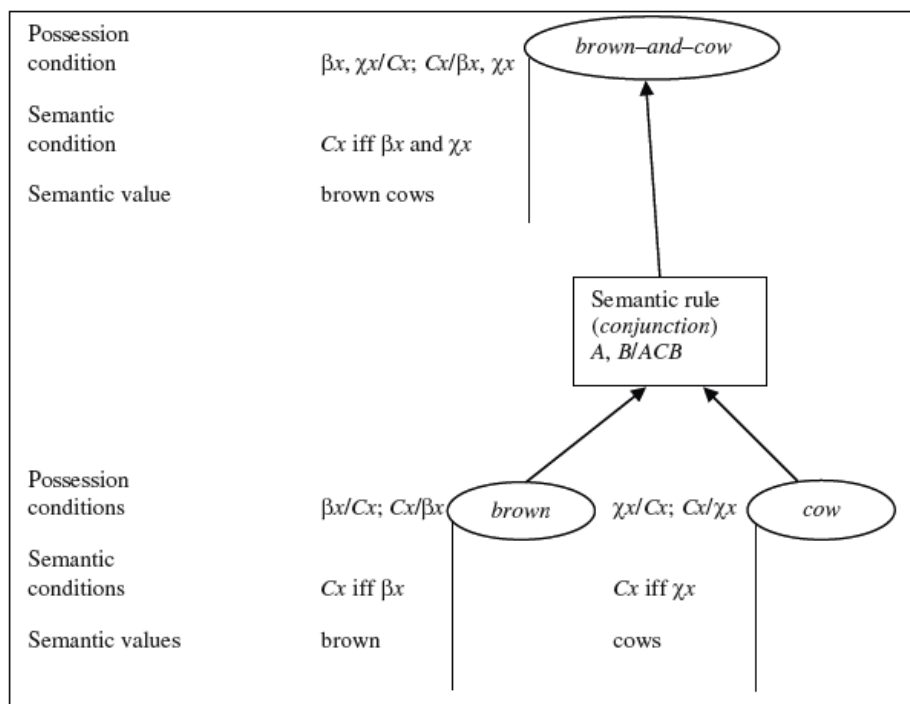 Possession
condition
βx, χx/Cx; Cx/βx, χx
brown–and–cow
Semantic
condition
Cx iff βx and χx
Semantic value
brown cows
Semantic rule
(conjunction)
A, B/ACB
Possession
conditions
βx/Cx; Cx/βx
brown
χx/Cx; Cx/χx
cow
Semantic
conditions
Cx iff βx
Cx iff χx
Semantic values
brown
cows